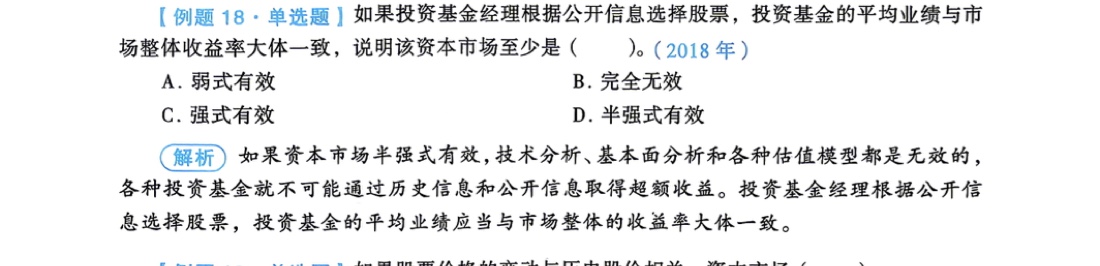 【例题 18·单选题】如果投资基金经理根据公开信息选择股票，投资基金的平均业绩与市
场整体收益率大体一致，说明该资本市场至少是（　　）。（2018 年）
A. 弱式有效　　B. 完全无效
C. 强式有效　　D. 半强式有效
解析 如果资本市场半强式有效，技术分析、基本面分析和各种估值模型都是无效的，
各种投资基金就不可能通过历史信息和公开信息取得超额收益。投资基金经理根据公开信
息选择股票，投资基金的平均业绩应当与市场整体的收益率大体一致。